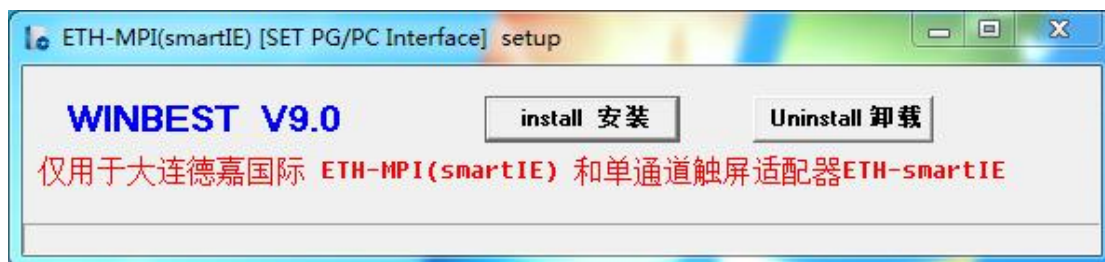 ETH-MPI(smartIE) [SET PG/PC Interface] setup
WINBEST V9.0 install 安装 Uninstall 卸载
仅用于大连德嘉国际 ETH-MPI(smartIE) 和单通道触屏适配器ETH-smartIE